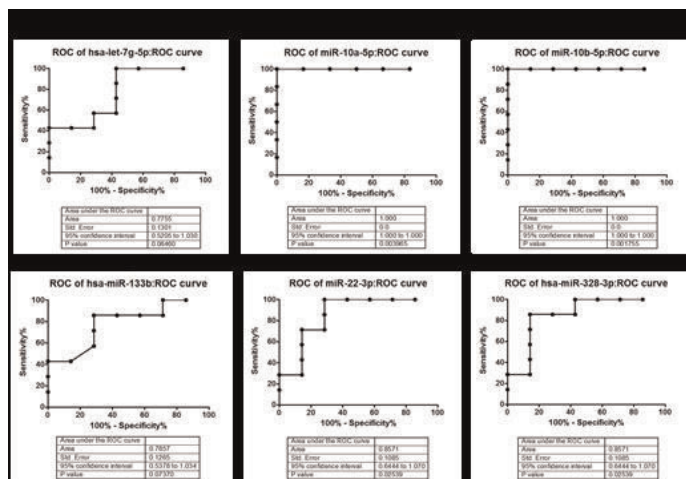 ROC of hsa-let-7g-5p:ROC curve
Sensitivity%
100
80
60
40
20
0
0 20 40 60 80 100
100% - Specificity%
Area under the ROC curve
Area 0.7755
Std. Error 0.1301
95% confidence interval 0.5205 to 1.030
P value 0.08460
ROC of miR-10a-5p:ROC curve
Sensitivity%
100
80
60
40
20
0
0 20 40 60 80 100
100% - Specificity%
Area under the ROC curve
Area 1.000
Std. Error 0.0
95% confidence interval 1.000 to 1.000
P value 0.003965
ROC of miR-10b-5p:ROC curve
Sensitivity%
100
80
60
40
20
0
0 20 40 60 80 100
100% - Specificity%
Area under the ROC curve
Area 1.000
Std. Error 0.0
95% confidence interval 1.000 to 1.000
P value 0.001755
ROC of hsa-miR-133b:ROC curve
Sensitivity%
100
80
60
40
20
0
0 20 40 60 80 100
100% - Specificity%
Area under the ROC curve
Area 0.7857
Std. Error 0.1265
95% confidence interval 0.5378 to 1.034
P value 0.07370
ROC of miR-22-3p:ROC curve
Sensitivity%
100
80
60
40
20
0
0 20 40 60 80 100
100% - Specificity%
Area under the ROC curve
Area 0.8571
Std. Error 0.1085
95% confidence interval 0.6444 to 1.070
P value 0.02539
ROC of hsa-miR-328-3p:ROC curve
Sensitivity%
100
80
60
40
20
0
0 20 40 60 80 100
100% - Specificity%
Area under the ROC curve
Area 0.8571
Std. Error 0.1085
95% confidence interval 0.6444 to 1.070
P value 0.02539